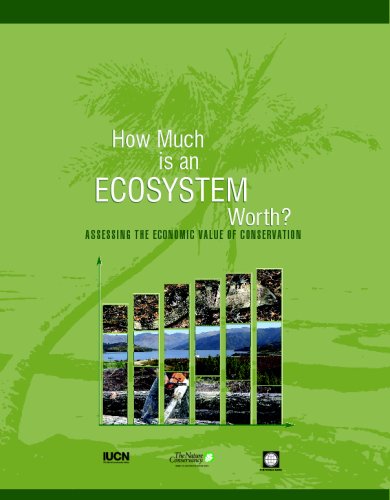 How Much
is an
ECOSYSTEM
Worth?
ASSESSING THE ECONOMIC VALUE OF CONSERVATION
IUCN
The Nature
Conservancy